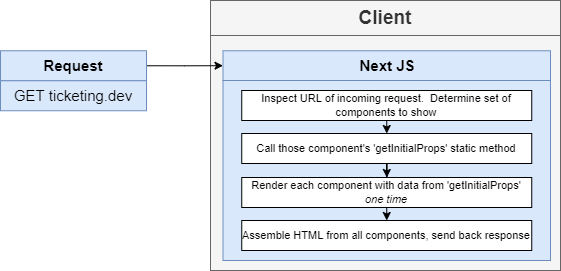 Client
Request
GET ticketing.dev
Next JS
Inspect URL of incoming request.  Determine set of
components to show
Call those component's 'getInitialProps' static method
Render each component with data from 'getInitialProps'
one time
Assemble HTML from all components, send back response